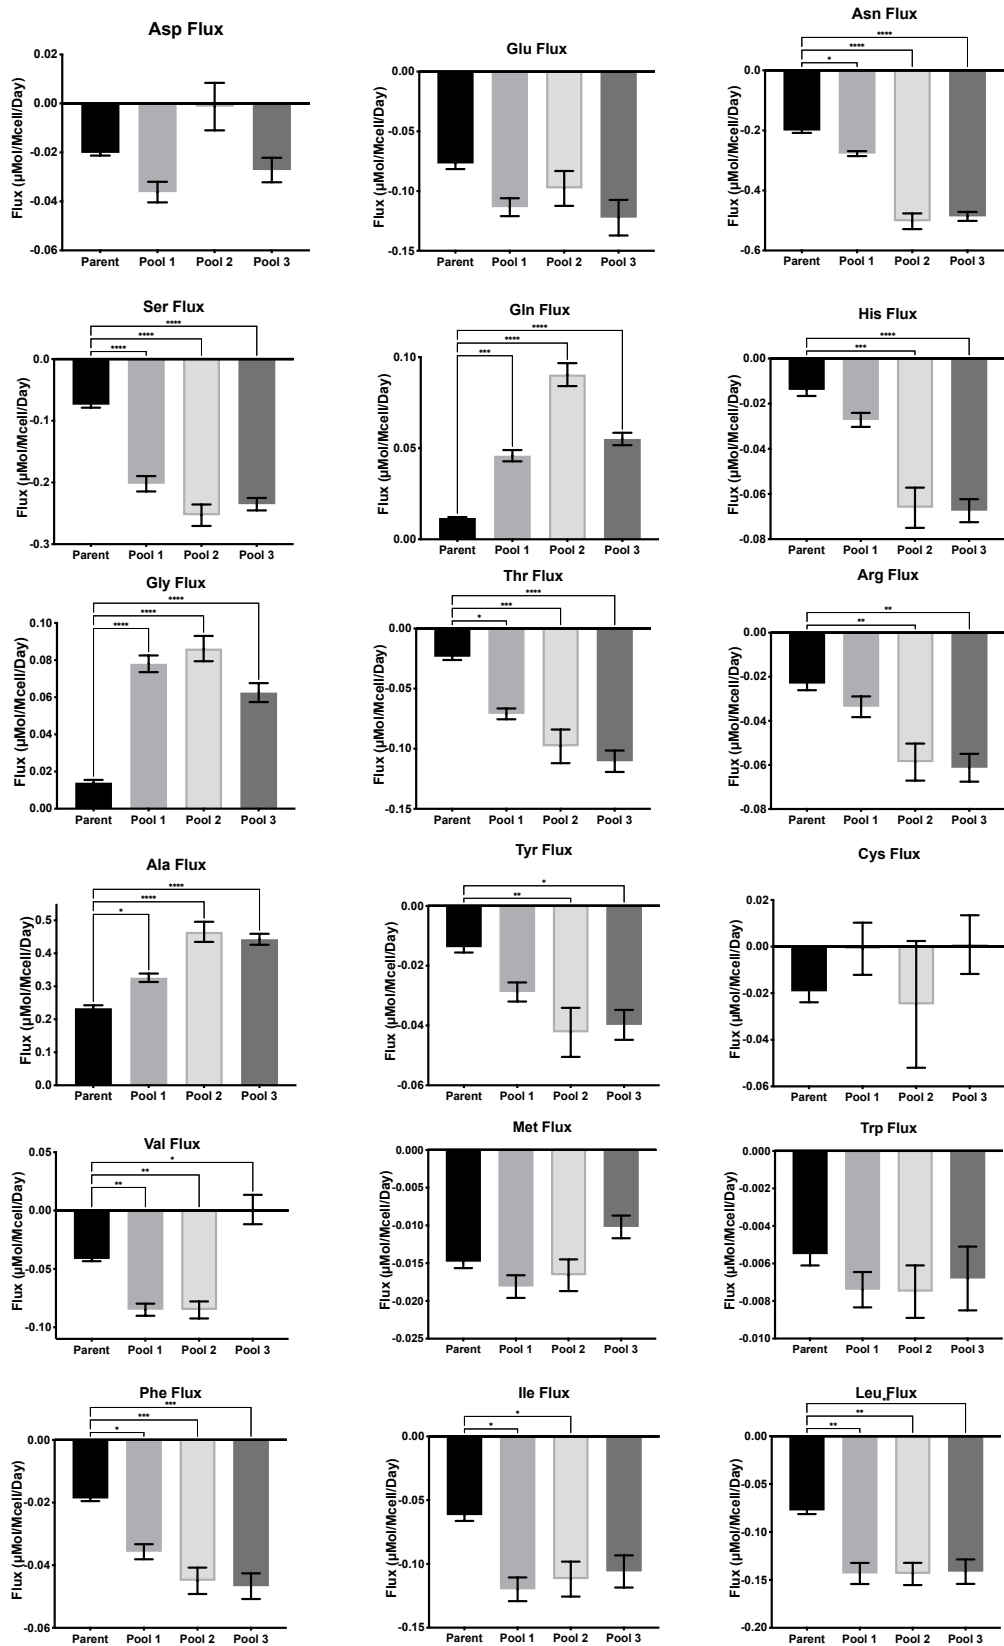 Asp Flux
Flux (µMol/Mcell/Day)
0.02
0.00
-0.02
-0.04
-0.06
Parent Pool 1 Pool 2 Pool 3
Glu Flux
Flux (µMol/Mcell/Day)
0.00
-0.05
-0.10
-0.15
Parent Pool 1 Pool 2 Pool 3
Asn Flux
****
****
*
Flux (µMol/Mcell/Day)
0.0
-0.2
-0.4
-0.6
Parent Pool 1 Pool 2 Pool 3
Ser Flux
****
****
****
Flux (µMol/Mcell/Day)
0.0
-0.1
-0.2
-0.3
Parent Pool 1 Pool 2 Pool 3
Gln Flux
****
****
***
Flux (µMol/Mcell/Day)
0.10
0.05
0.00
Parent Pool 1 Pool 2 Pool 3
His Flux
****
***
Flux (µMol/Mcell/Day)
0.00
-0.02
-0.04
-0.06
-0.08
Parent Pool 1 Pool 2 Pool 3
Gly Flux
****
****
****
Flux (µMol/Mcell/Day)
0.10
0.08
0.06
0.04
0.02
0.00
Parent Pool 1 Pool 2 Pool 3
Thr Flux
****
***
*
Flux (µMol/Mcell/Day)
0.00
-0.05
-0.10
-0.15
Parent Pool 1 Pool 2 Pool 3
Arg Flux
**
**
Flux (µMol/Mcell/Day)
0.00
-0.02
-0.04
-0.06
-0.08
Parent Pool 1 Pool 2 Pool 3
Ala Flux
****
****
*
Flux (µMol/Mcell/Day)
0.5
0.4
0.3
0.2
0.1
0.0
Parent Pool 1 Pool 2 Pool 3
Tyr Flux
*
**
Flux (µMol/Mcell/Day)
0.00
-0.02
-0.04
-0.06
Parent Pool 1 Pool 2 Pool 3
Cys Flux
Flux (µMol/Mcell/Day)
0.02
0.00
-0.02
-0.04
-0.06
Parent Pool 1 Pool 2 Pool 3
Val Flux
*
**
**
Flux (µMol/Mcell/Day)
0.05
0.00
-0.05
-0.10
Parent Pool 1 Pool 2 Pool 3
Met Flux
Flux (µMol/Mcell/Day)
0.000
-0.005
-0.010
-0.015
-0.020
-0.025
Parent Pool 1 Pool 2 Pool 3
Trp Flux
Flux (µMol/Mcell/Day)
0.000
-0.002
-0.004
-0.006
-0.008
-0.010
Parent Pool 1 Pool 2 Pool 3
Phe Flux
***
***
*
Flux (µMol/Mcell/Day)
0.00
-0.02
-0.04
-0.06
Parent Pool 1 Pool 2 Pool 3
Ile Flux
*
*
Flux (µMol/Mcell/Day)
0.00
-0.05
-0.10
-0.15
Parent Pool 1 Pool 2 Pool 3
Leu Flux
**
**
**
Flux (µMol/Mcell/Day)
0.00
-0.05
-0.10
-0.15
-0.20
Parent Pool 1 Pool 2 Pool 3